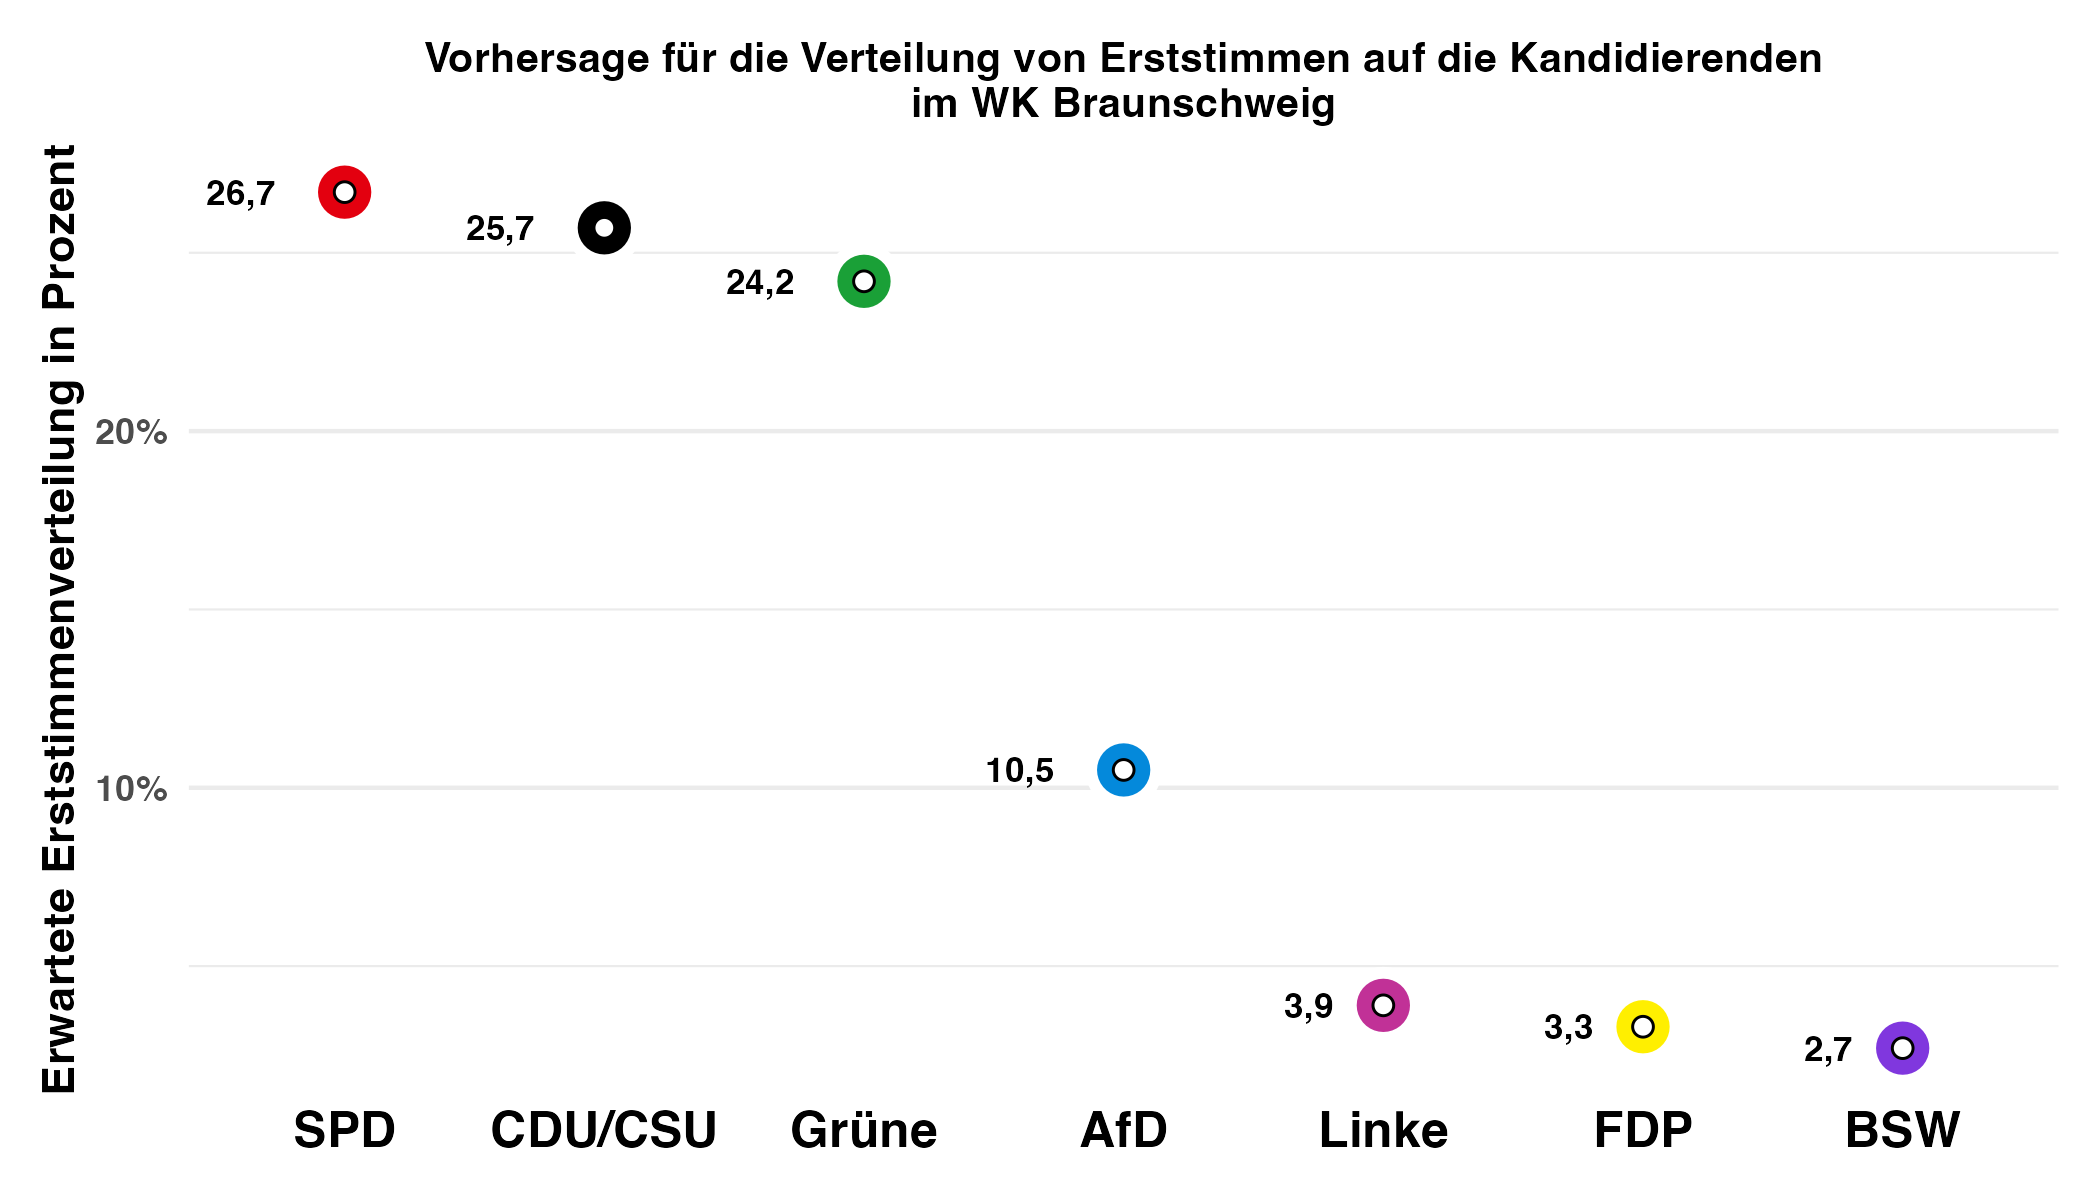 Vorhersage für die Verteilung von Erststimmen auf die Kandidierenden
im WK Braunschweig
Erwartete Erststimmenverteilung in Prozent
20%
10%
26,7
25,7
24,2
10,5
3,9
3,3
2,7
SPD
CDU/CSU
Grüne
AfD
Linke
FDP
BSW